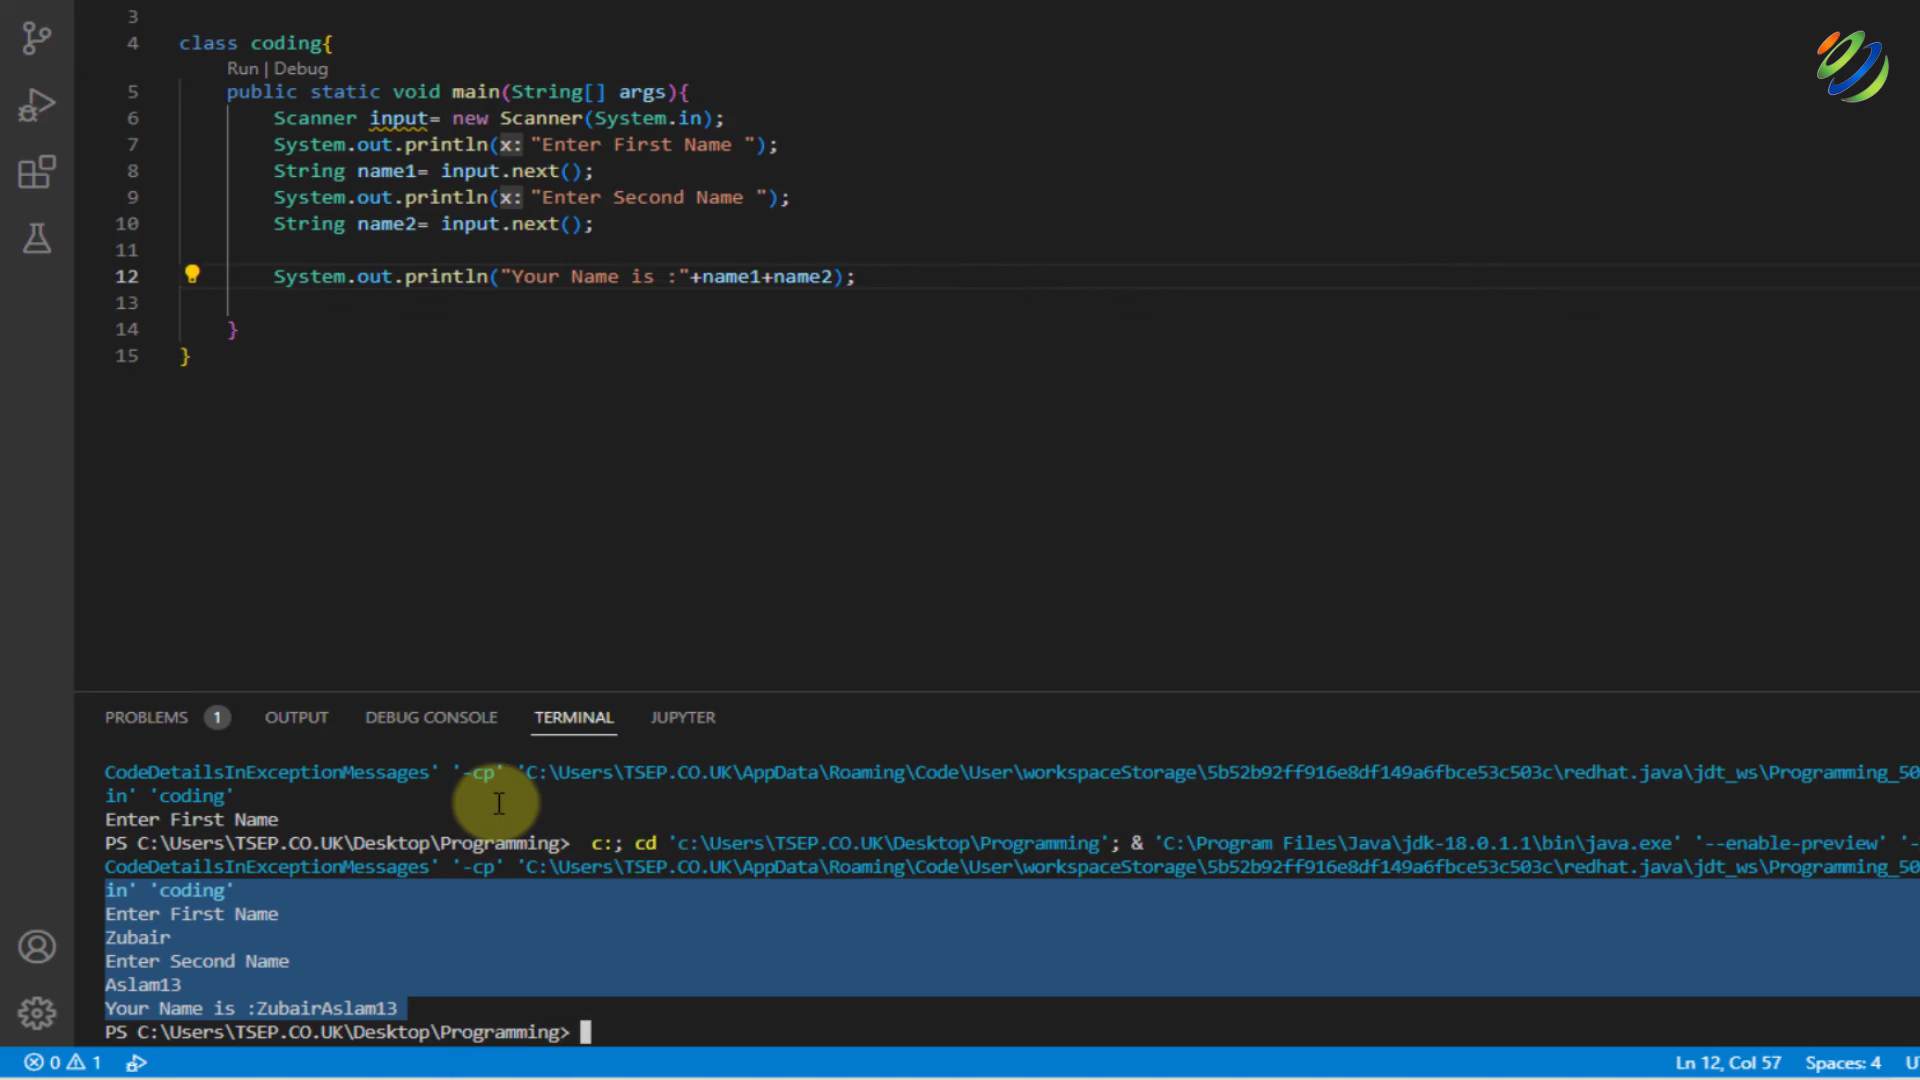 3
4 class coding{
Run | Debug
5 public static void main(String[] args){
6 Scanner input= new Scanner(System.in);
7 System.out.println(x: "Enter First Name ");
8 String name1= input.next();
9 System.out.println(x: "Enter Second Name ");
10 String name2= input.next();
11
12 System.out.println("Your Name is :"+name1+name2);
13
14 }
15 }
PROBLEMS 1 OUTPUT DEBUG CONSOLE TERMINAL JUPYTER
CodeDetailsInExceptionMessages' '-cp' 'C:\Users\TSEP.CO.UK\AppData\Roaming\Code\User\workspaceStorage\5b52b92ff916e8df149a6fbce53c503c\redhat.java\jdt_ws\Programming_50
in' 'coding'
Enter First Name
PS C:\Users\TSEP.CO.UK\Desktop\Programming> c:; cd 'c:\Users\TSEP.CO.UK\Desktop\Programming'; & 'C:\Program Files\Java\jdk-18.0.1.1\bin\java.exe' '--enable-preview' '-
CodeDetailsInExceptionMessages' '-cp' 'C:\Users\TSEP.CO.UK\AppData\Roaming\Code\User\workspaceStorage\5b52b92ff916e8df149a6fbce53c503c\redhat.java\jdt_ws\Programming_50
in' 'coding'
Enter First Name
Zubair
Enter Second Name
Aslam13
Your Name is :ZubairAslam13
PS C:\Users\TSEP.CO.UK\Desktop\Programming>
0 1 Ln 12, Col 57 Spaces: 4 U